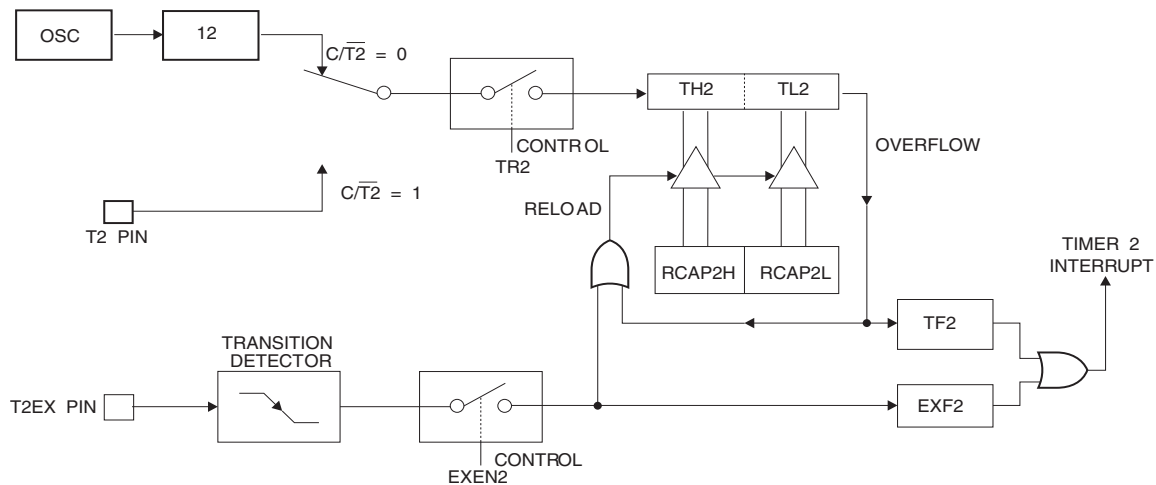 OSC
12
C/T2 = 0
TH2
TL2
CONTROL
TR2
OVERFLOW
C/T2 = 1
T2 PIN
RELOAD
RCAP2H
RCAP2L
TIMER 2
INTERRUPT
TF2
TRANSITION
DETECTOR
T2EX PIN
EXF2
CONTROL
EXEN2